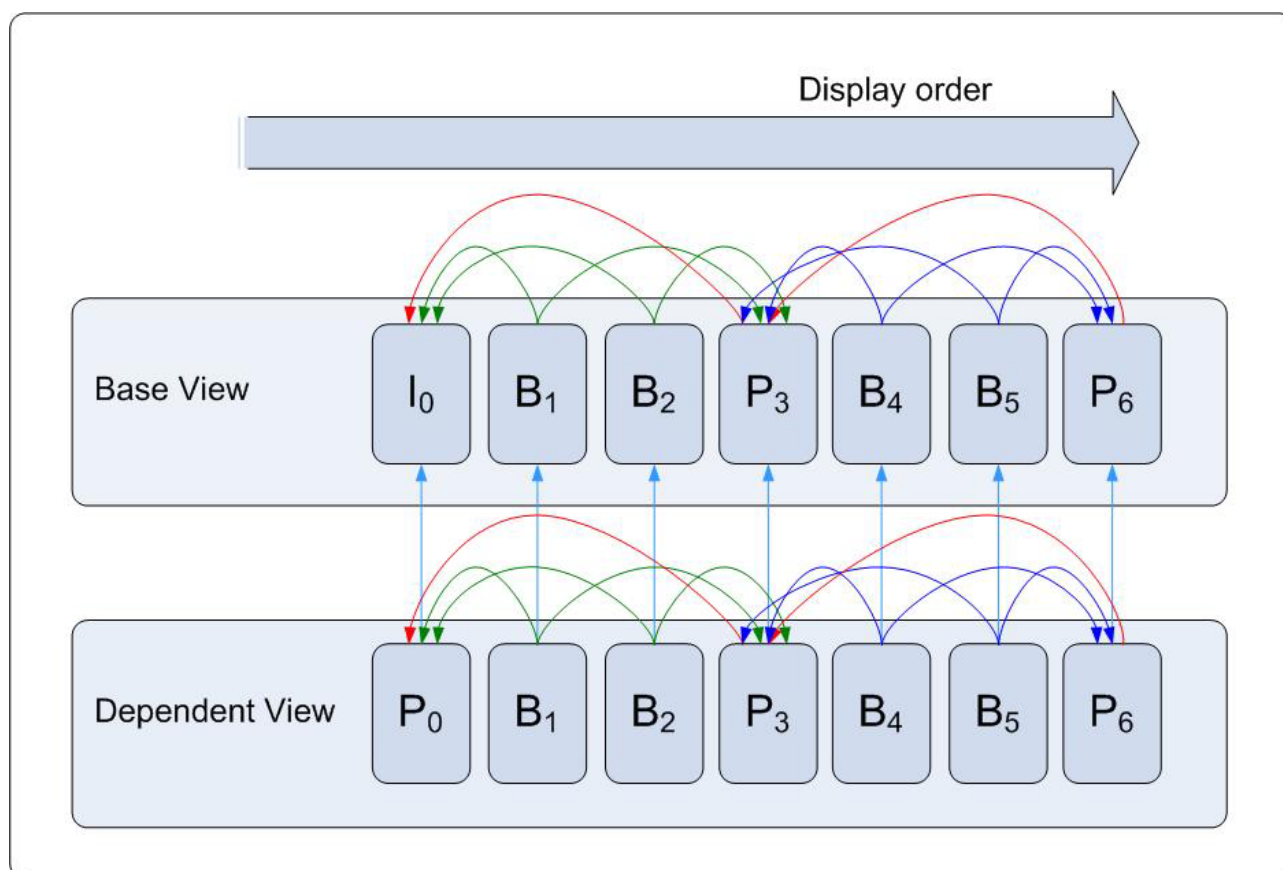 Display order
Base View
I₀ B₁ B₂ P₃ B₄ B₅ P₆
Dependent View
P₀ B₁ B₂ P₃ B₄ B₅ P₆